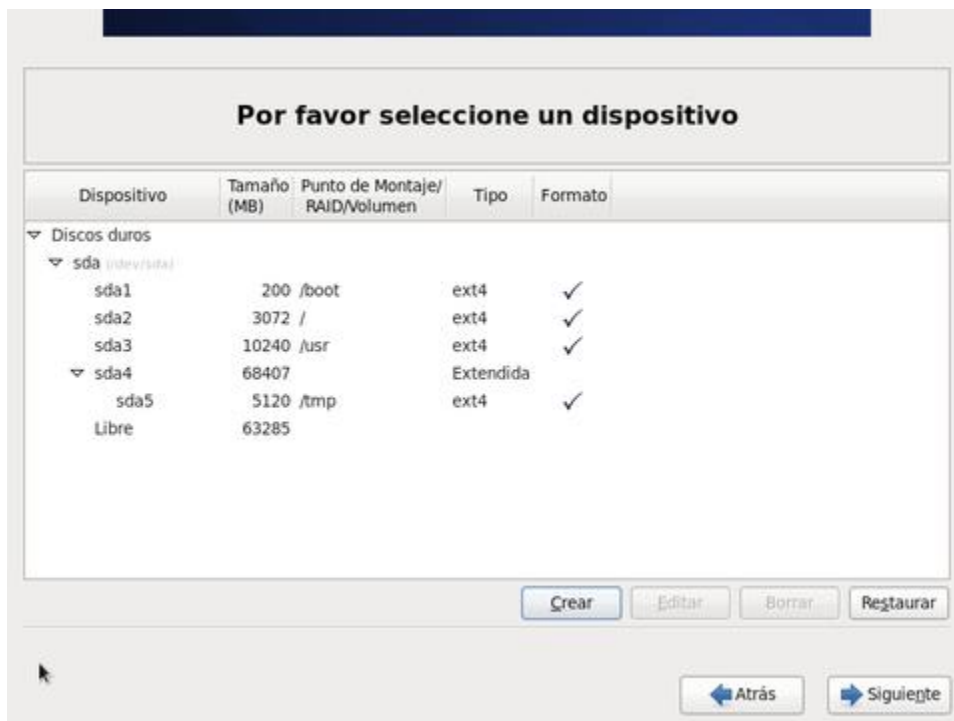 Por favor seleccione un dispositivo
Dispositivo Tamaño (MB) Punto de Montaje/ RAID/Volumen Tipo Formato
Discos duros
sda (/dev/sda)
sda1 200 /boot ext4 ✓
sda2 3072 / ext4 ✓
sda3 10240 /usr ext4 ✓
sda4 68407 Extendida
sda5 5120 /tmp ext4 ✓
Libre 63285
Crear Editar Borrar Restaurar
Atrás Siguiente